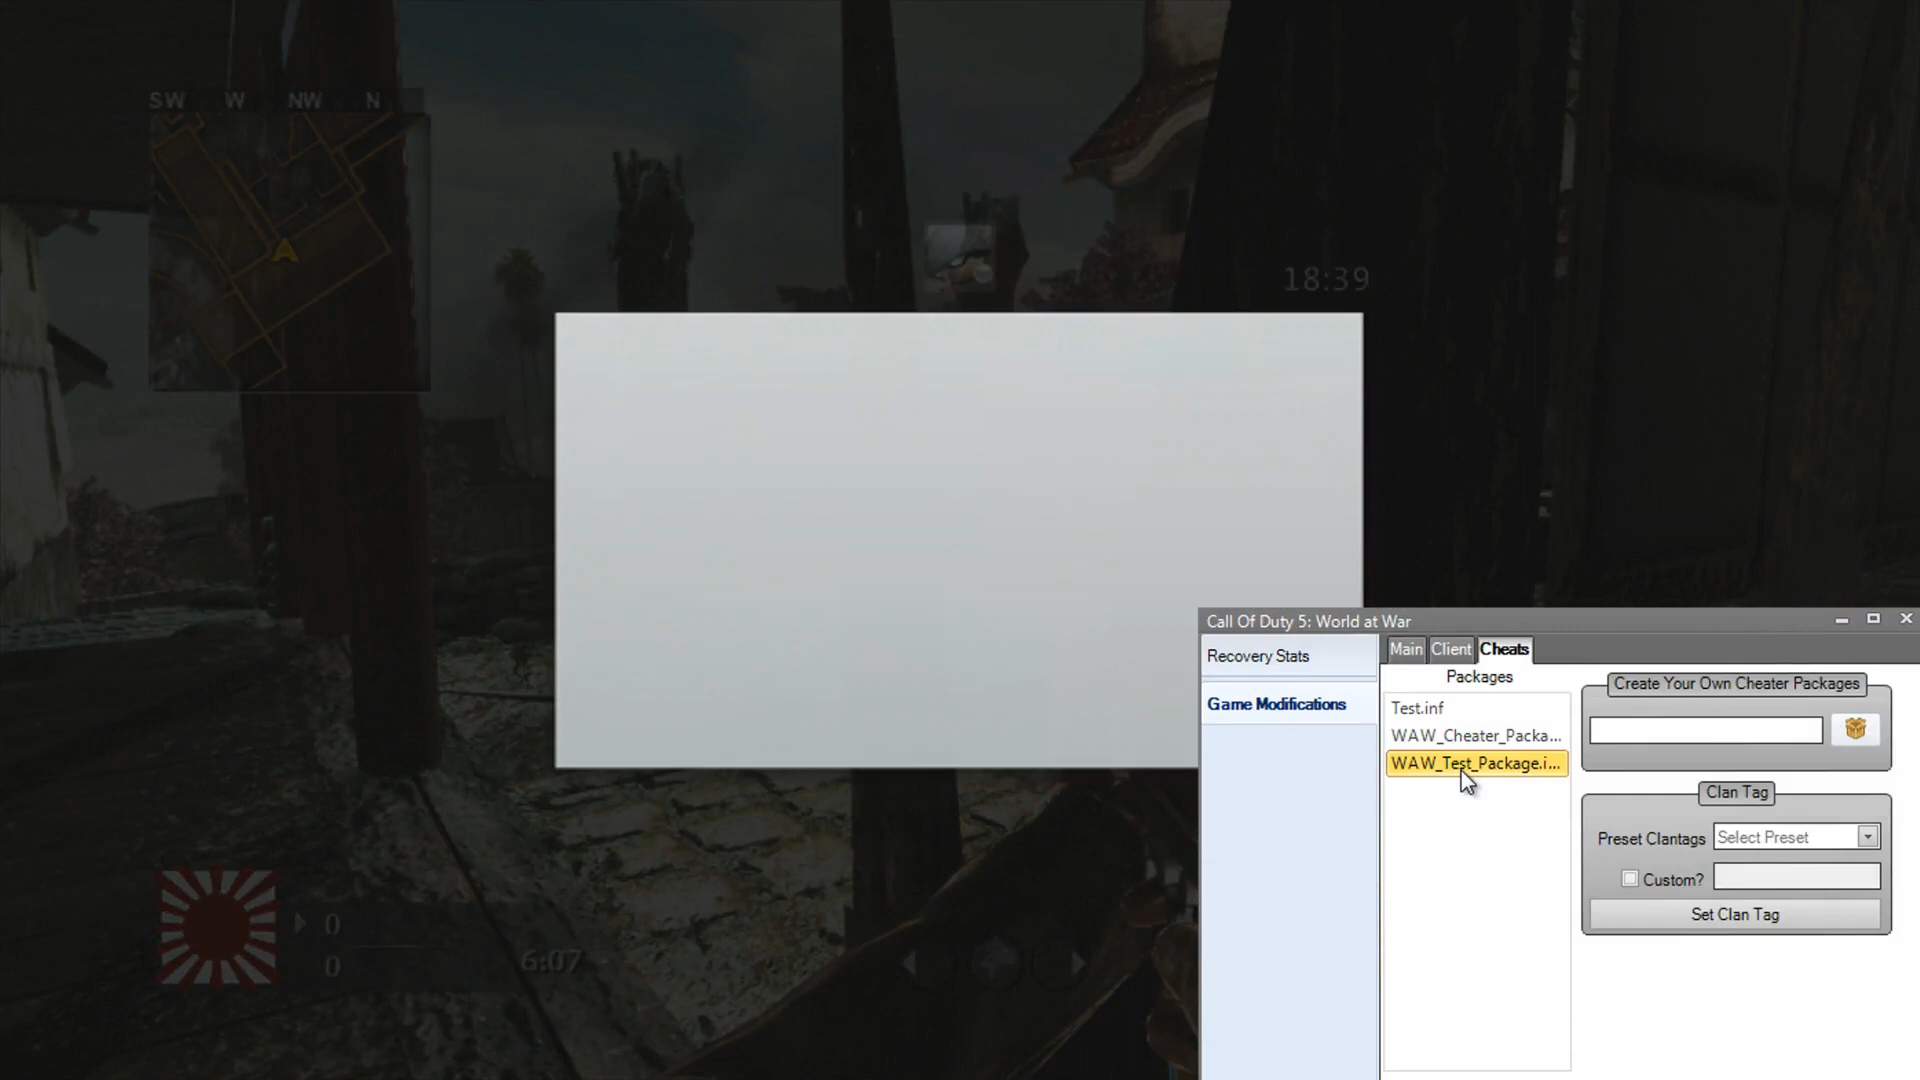 SW W NW N
18:39
Call Of Duty 5: World at War
Recovery Stats
Game Modifications
Main Client Cheats
Packages
Test.inf
WAW_Cheater_Packa...
WAW_Test_Package.i...
Create Your Own Cheater Packages
Clan Tag
Preset Clantags Select Preset
Custom?
Set Clan Tag
0
0
6:07